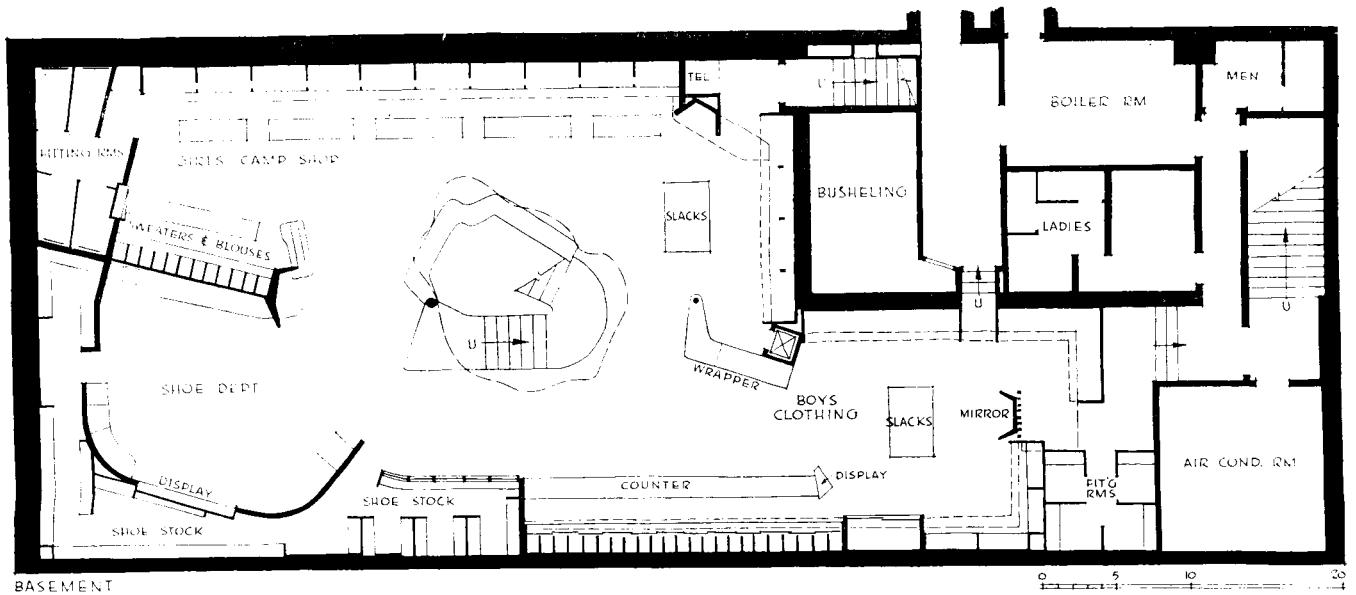 TEL
U
MEN
BOILER RM
FITTING RMS
GIRLS CAMP SHOP
BUSHELING
SLACKS
LADIES
SWEATERS & BLOUSES
U
U
U
WRAPPER
SHOE DEPT
BOYS
CLOTHING
SLACKS
MIRROR
AIR COND. RM
DISPLAY
COUNTER
DISPLAY
FIT'G
RMS
SHOE STOCK
SHOE STOCK
BASEMENT
0 5 10 20